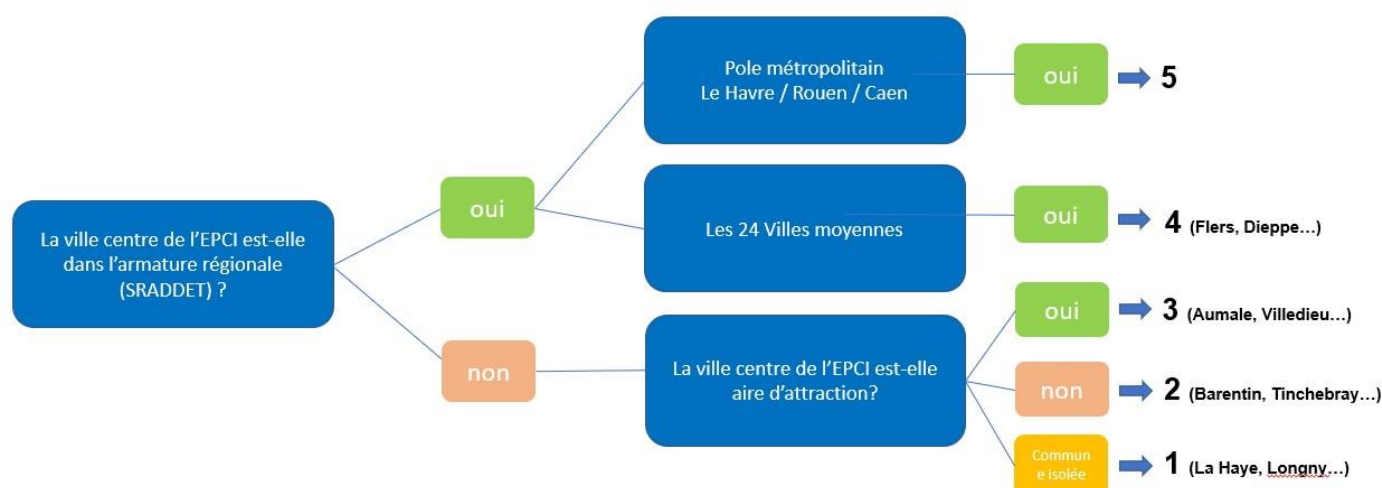 La ville centre de l’EPCI est-elle
dans l’armature régionale
(SRADDET) ?
oui
non
Pole métropolitain
Le Havre / Rouen / Caen
oui
5
Les 24 Villes moyennes
oui
4 (Flers, Dieppe…)
La ville centre de l’EPCI est-elle
aire d’attraction?
oui
3 (Aumale, Villedieu…)
non
2 (Barentin, Tinchebray…)
Commun
e isolée
1 (La Haye, Longny…)